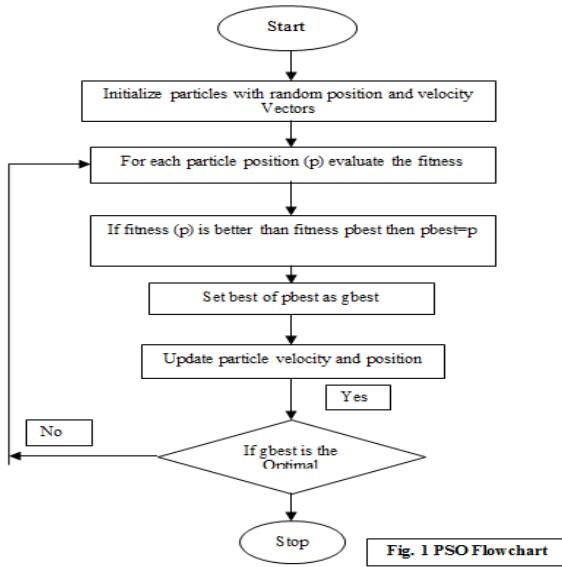 Start
Initialize particles with random position and velocity
Vectors
For each particle position (p) evaluate the fitness
If fitness (p) is better than fitness pbest then pbest=p
Set best of pbest as gbest
Update particle velocity and position
Yes
No
If gbest is the
Optimal
Stop
Fig. 1 PSO Flowchart